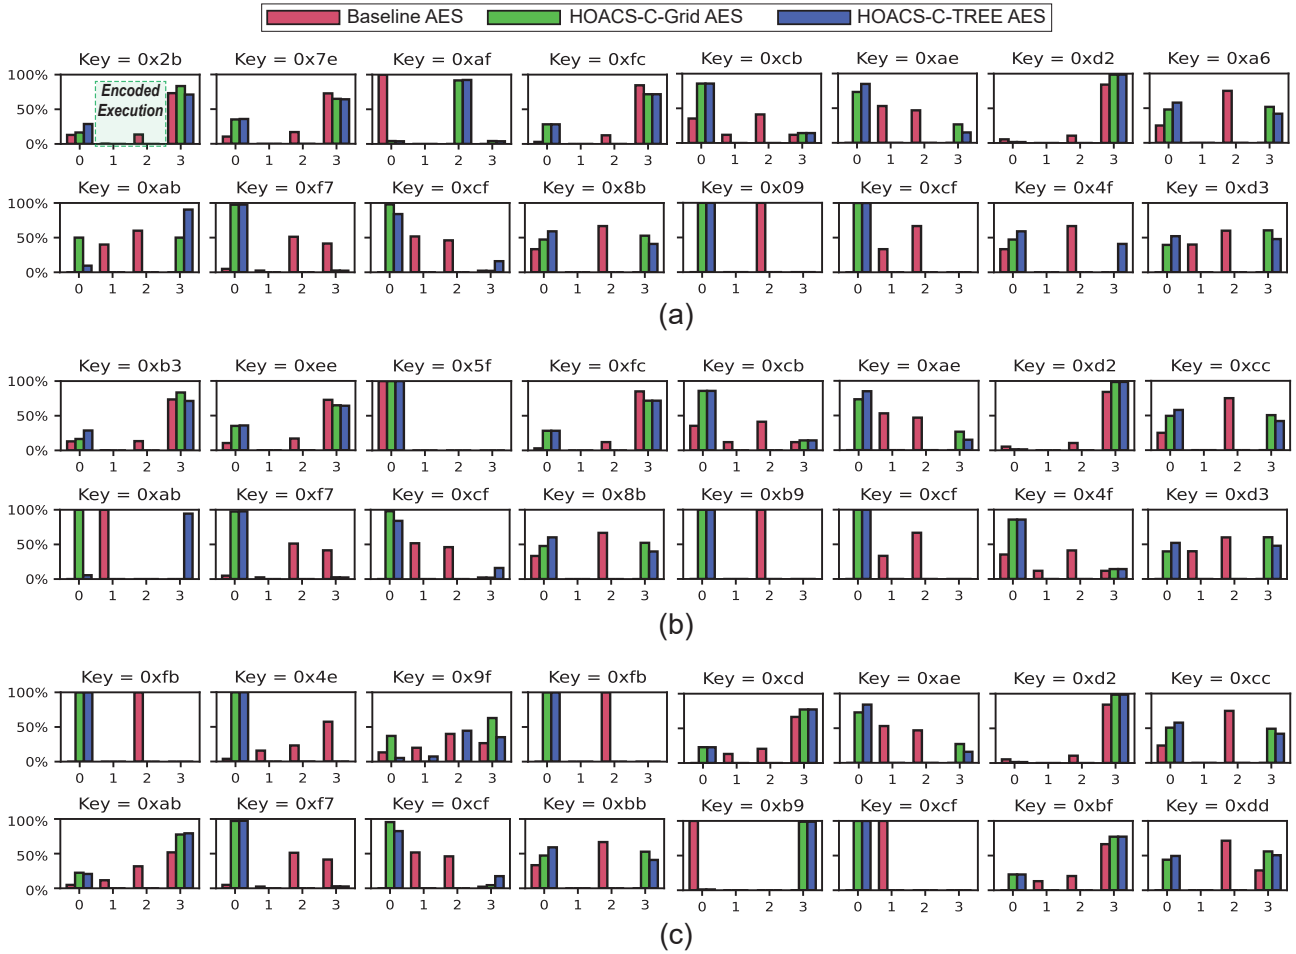 Baseline AES HOACS-C-Grid AES HOACS-C-TREE AES
Key = 0x2b Key = 0x7e Key = 0xaf Key = 0xfc Key = 0xcb Key = 0xae Key = 0xd2 Key = 0xa6
100%
50%
0%
Encoded
Execution
0 1 2 3 0 1 2 3 0 1 2 3 0 1 2 3 0 1 2 3 0 1 2 3 0 1 2 3 0 1 2 3
Key = 0xab Key = 0xf7 Key = 0xcf Key = 0x8b Key = 0x09 Key = 0xcf Key = 0x4f Key = 0xd3
100%
50%
0%
0 1 2 3 0 1 2 3 0 1 2 3 0 1 2 3 0 1 2 3 0 1 2 3 0 1 2 3 0 1 2 3
(a)
Key = 0xb3 Key = 0xee Key = 0x5f Key = 0xfc Key = 0xcb Key = 0xae Key = 0xd2 Key = 0xcc
100%
50%
0%
0 1 2 3 0 1 2 3 0 1 2 3 0 1 2 3 0 1 2 3 0 1 2 3 0 1 2 3 0 1 2 3
Key = 0xab Key = 0xf7 Key = 0xcf Key = 0x8b Key = 0xb9 Key = 0xcf Key = 0x4f Key = 0xd3
100%
50%
0%
0 1 2 3 0 1 2 3 0 1 2 3 0 1 2 3 0 1 2 3 0 1 2 3 0 1 2 3 0 1 2 3
(b)
Key = 0xfb Key = 0x4e Key = 0x9f Key = 0xfb Key = 0xcd Key = 0xae Key = 0xd2 Key = 0xcc
100%
50%
0%
0 1 2 3 0 1 2 3 0 1 2 3 0 1 2 3 0 1 2 3 0 1 2 3 0 1 2 3 0 1 2 3
Key = 0xab Key = 0xf7 Key = 0xcf Key = 0xbb Key = 0xb9 Key = 0xcf Key = 0xbf Key = 0xdd
100%
50%
0%
0 1 2 3 0 1 2 3 0 1 2 3 0 1 2 3 0 1 2 3 0 1 2 3 0 1 2 3 0 1 2 3
(c)